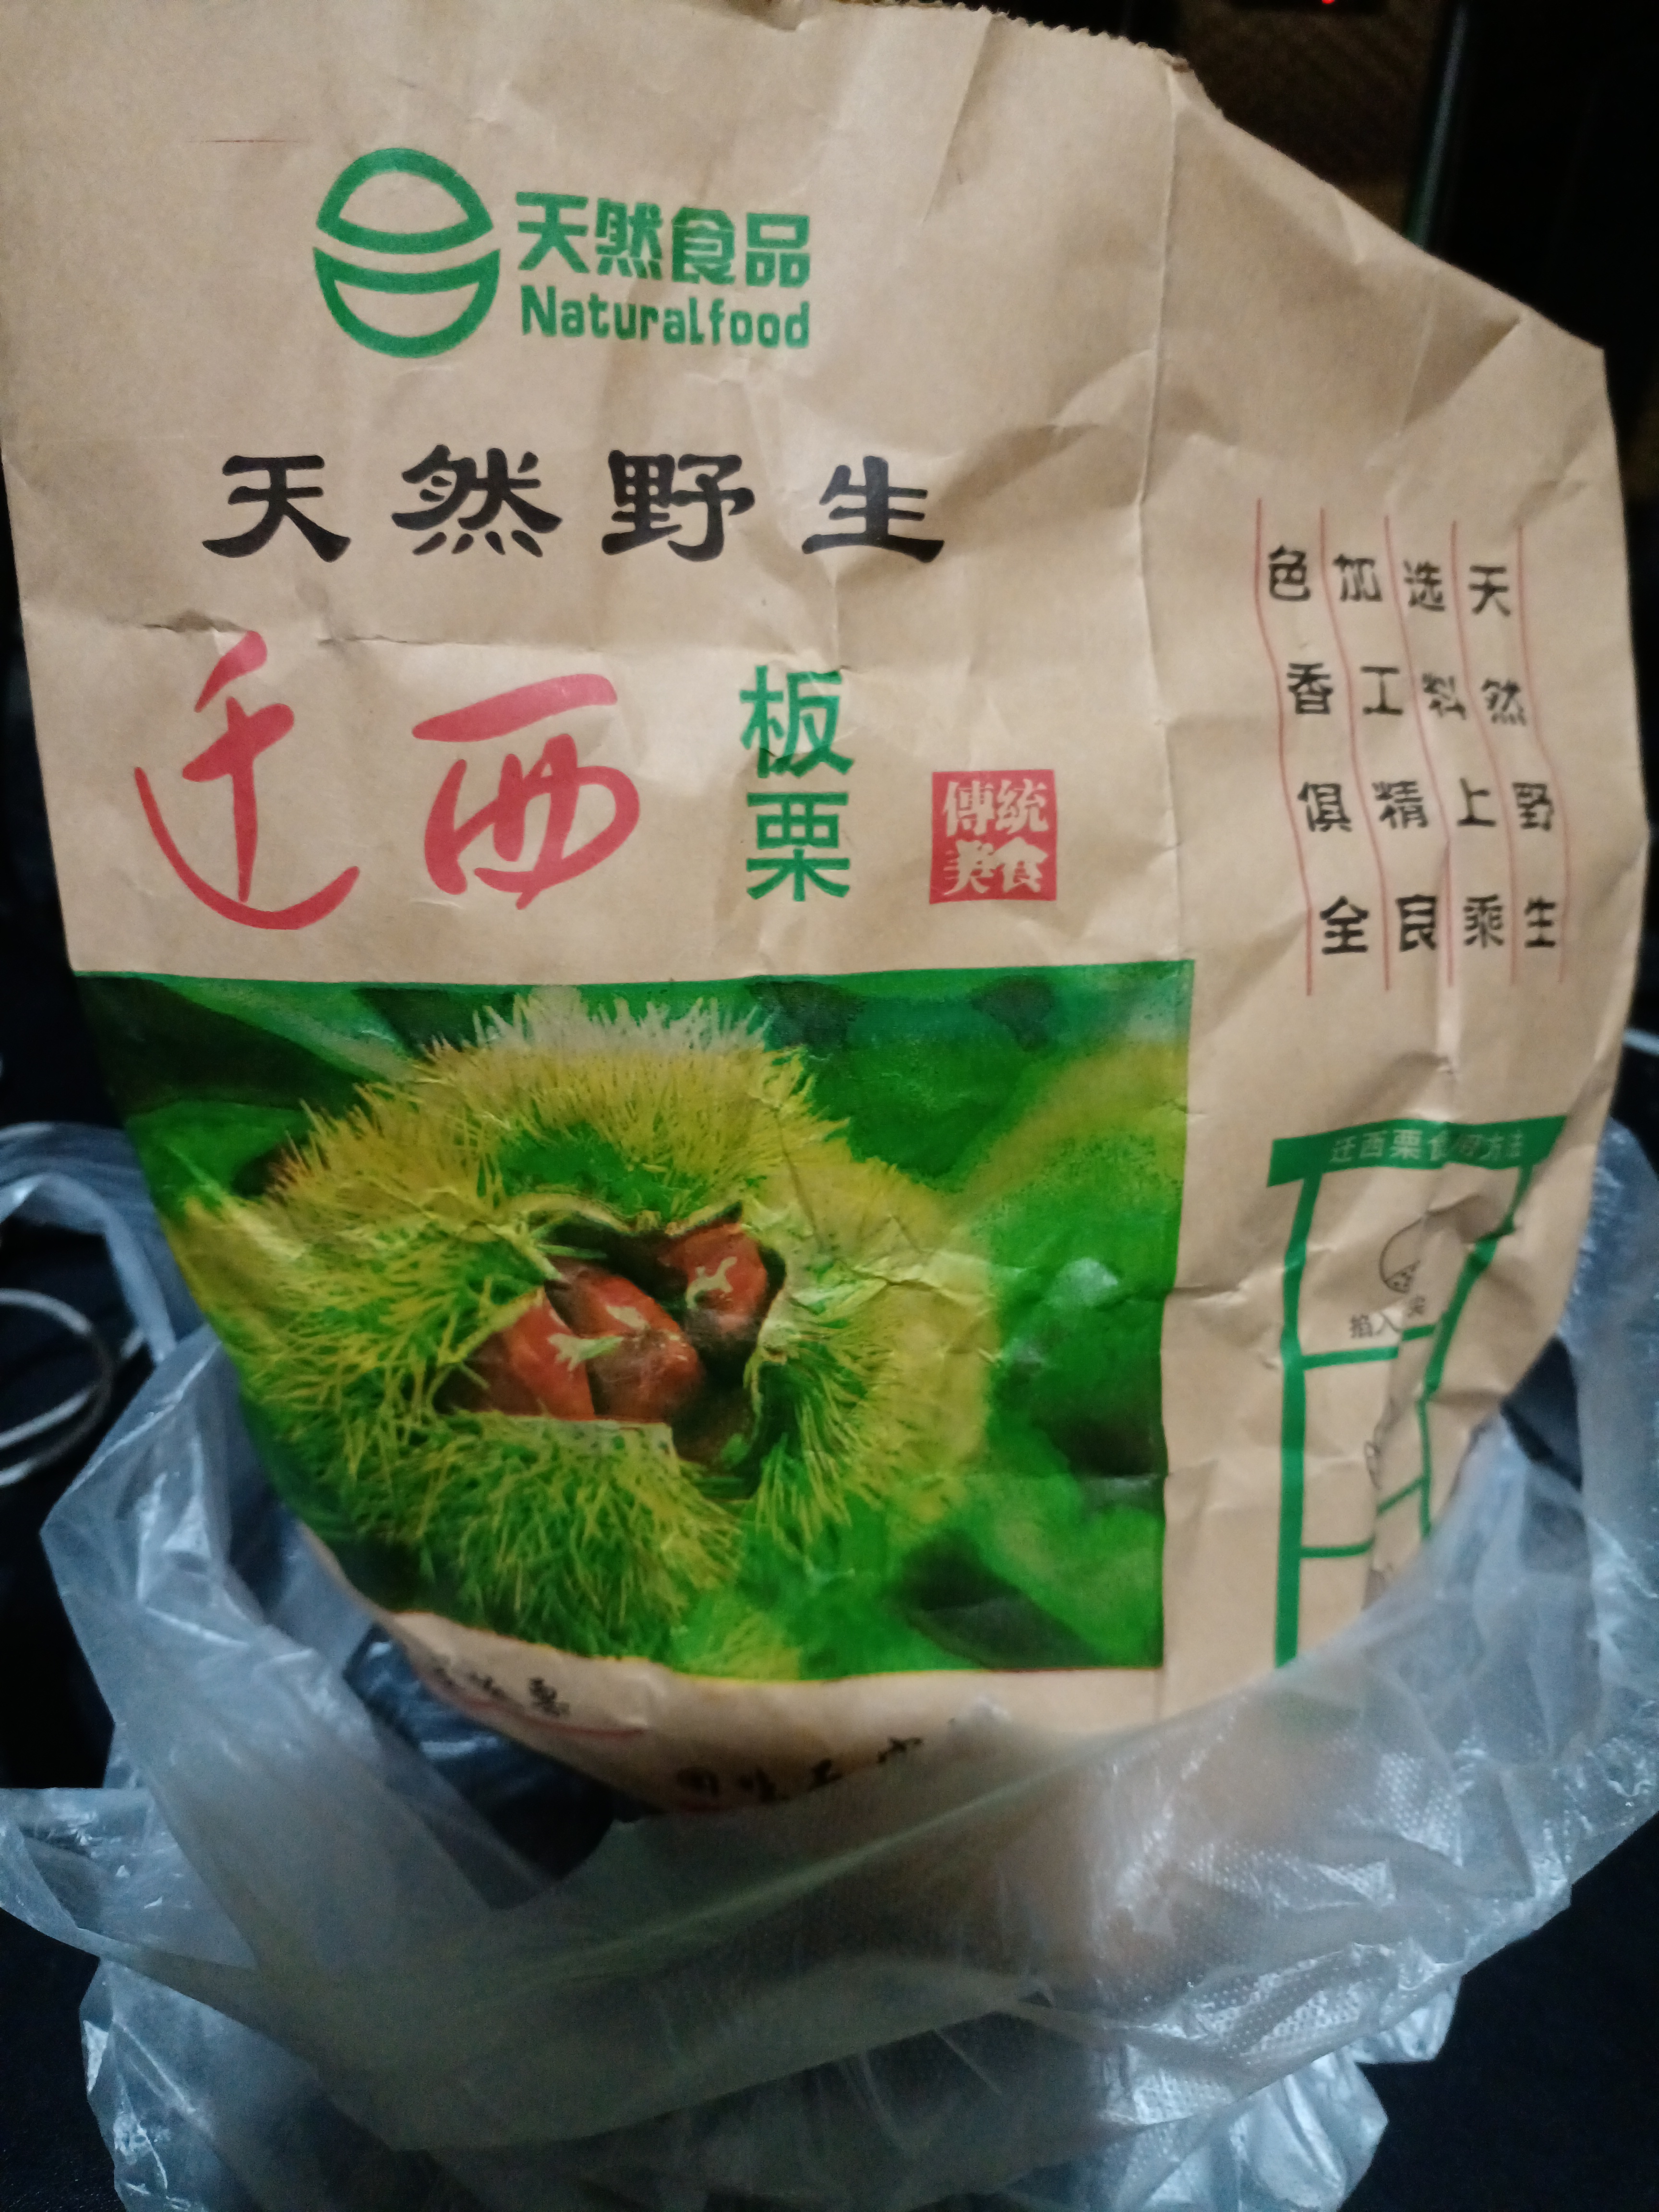 天然食品
Naturalfood
天然野生
迁西
板栗
傳統
美食
天然野生
选料上乘
加工精良
色香俱全
迁西栗食用方法
掐入